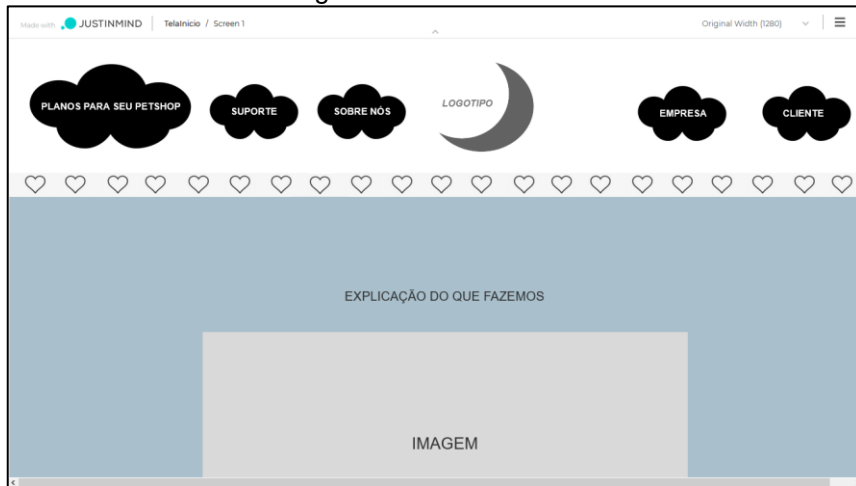 Made with JUSTINMIND TelaInicio / Screen 1 Original Width (1280)
PLANOS PARA SEU PETSHOP SUPORTE SOBRE NÓS LOGOTIPO EMPRESA CLIENTE
EXPLICAÇÃO DO QUE FAZEMOS
IMAGEM